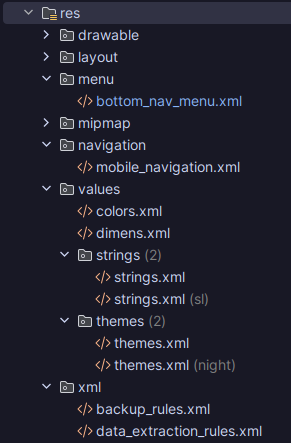 res
drawable
layout
menu
bottom_nav_menu.xml
mipmap
navigation
mobile_navigation.xml
values
colors.xml
dimens.xml
strings (2)
strings.xml
strings.xml (sl)
themes (2)
themes.xml
themes.xml (night)
xml
backup_rules.xml
data_extraction_rules.xml